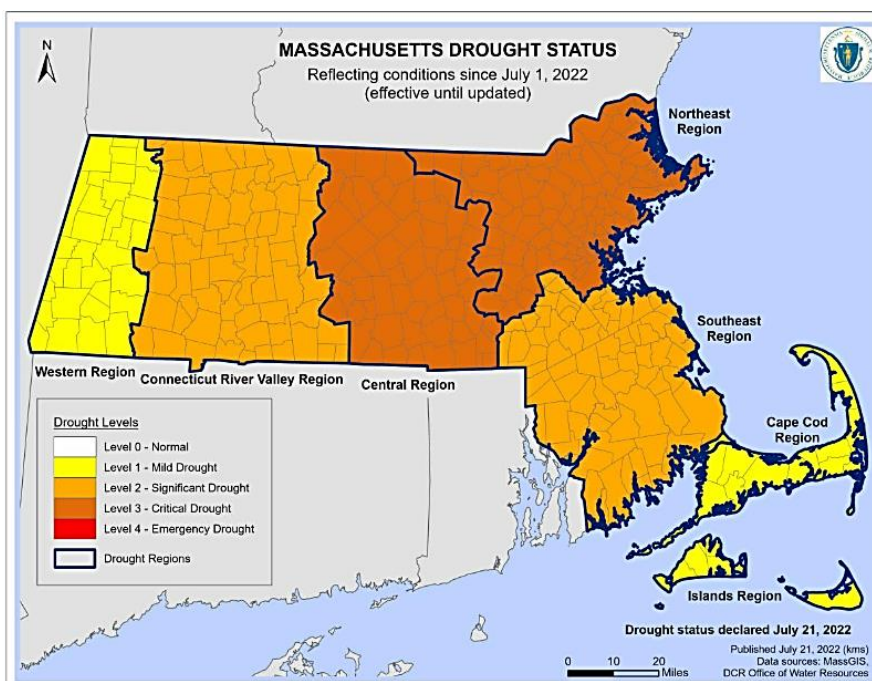 MASSACHUSETTS DROUGHT STATUS
Reflecting conditions since July 1, 2022
(effective until updated)
N
Northeast
Region
Southeast
Region
Cape Cod
Region
Western Region
Connecticut River Valley Region
Central Region
Drought Levels
Level 0 - Normal
Level 1 - Mild Drought
Level 2 - Significant Drought
Level 3 - Critical Drought
Level 4 - Emergency Drought
Drought Regions
Islands Region
Drought status declared July 21, 2022
Published July 21, 2022 (kms)
Data sources: MassGIS,
DCR Office of Water Resources
0 10 20
Miles